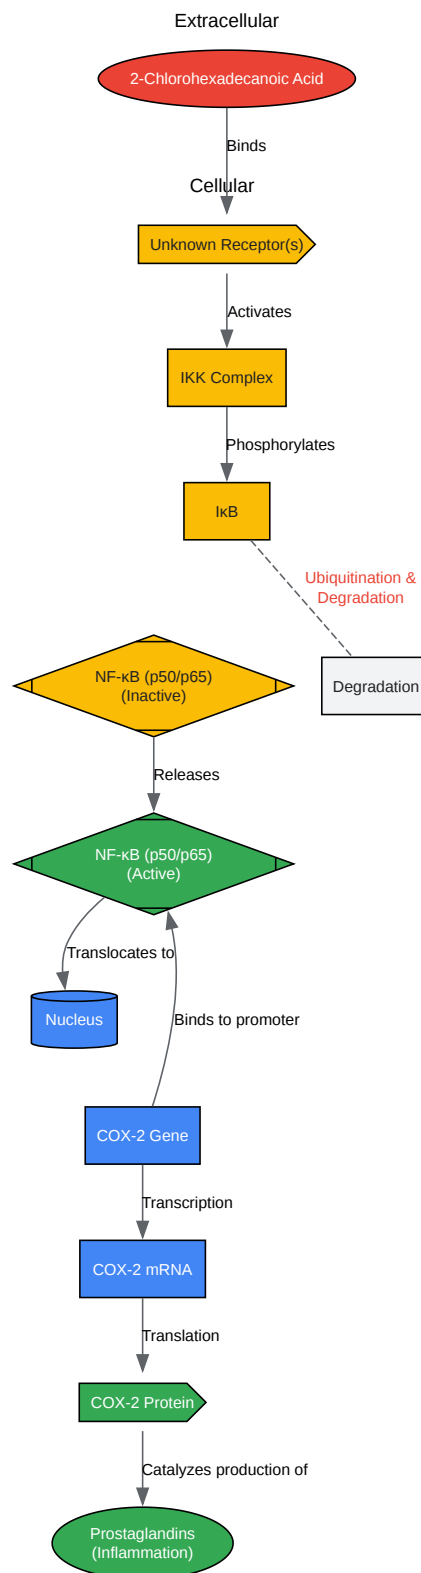 Extracellular
2-Chlorohexadecanoic Acid
Binds
Cellular
Unknown Receptor(s)
Activates
IKK Complex
Phosphorylates
IκB
Ubiquitination &
Degradation
NF-κB (p50/p65)
(Inactive)
Degradation
Releases
NF-κB (p50/p65)
(Active)
Translocates to
Nucleus
Binds to promoter
COX-2 Gene
Transcription
COX-2 mRNA
Translation
COX-2 Protein
Catalyzes production of
Prostaglandins
(Inflammation)